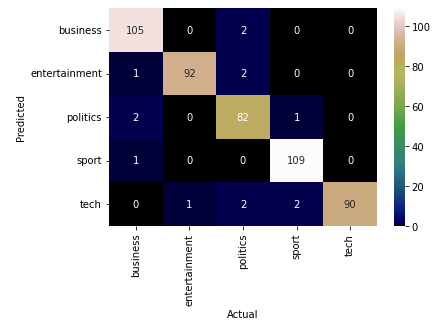 business 105 0 2 0 0
entertainment 1 92 2 0 0
politics 2 0 82 1 0
sport 1 0 0 109 0
tech 0 1 2 2 90
business entertainment politics sport tech
Actual
Predicted
100
80
60
40
20
0